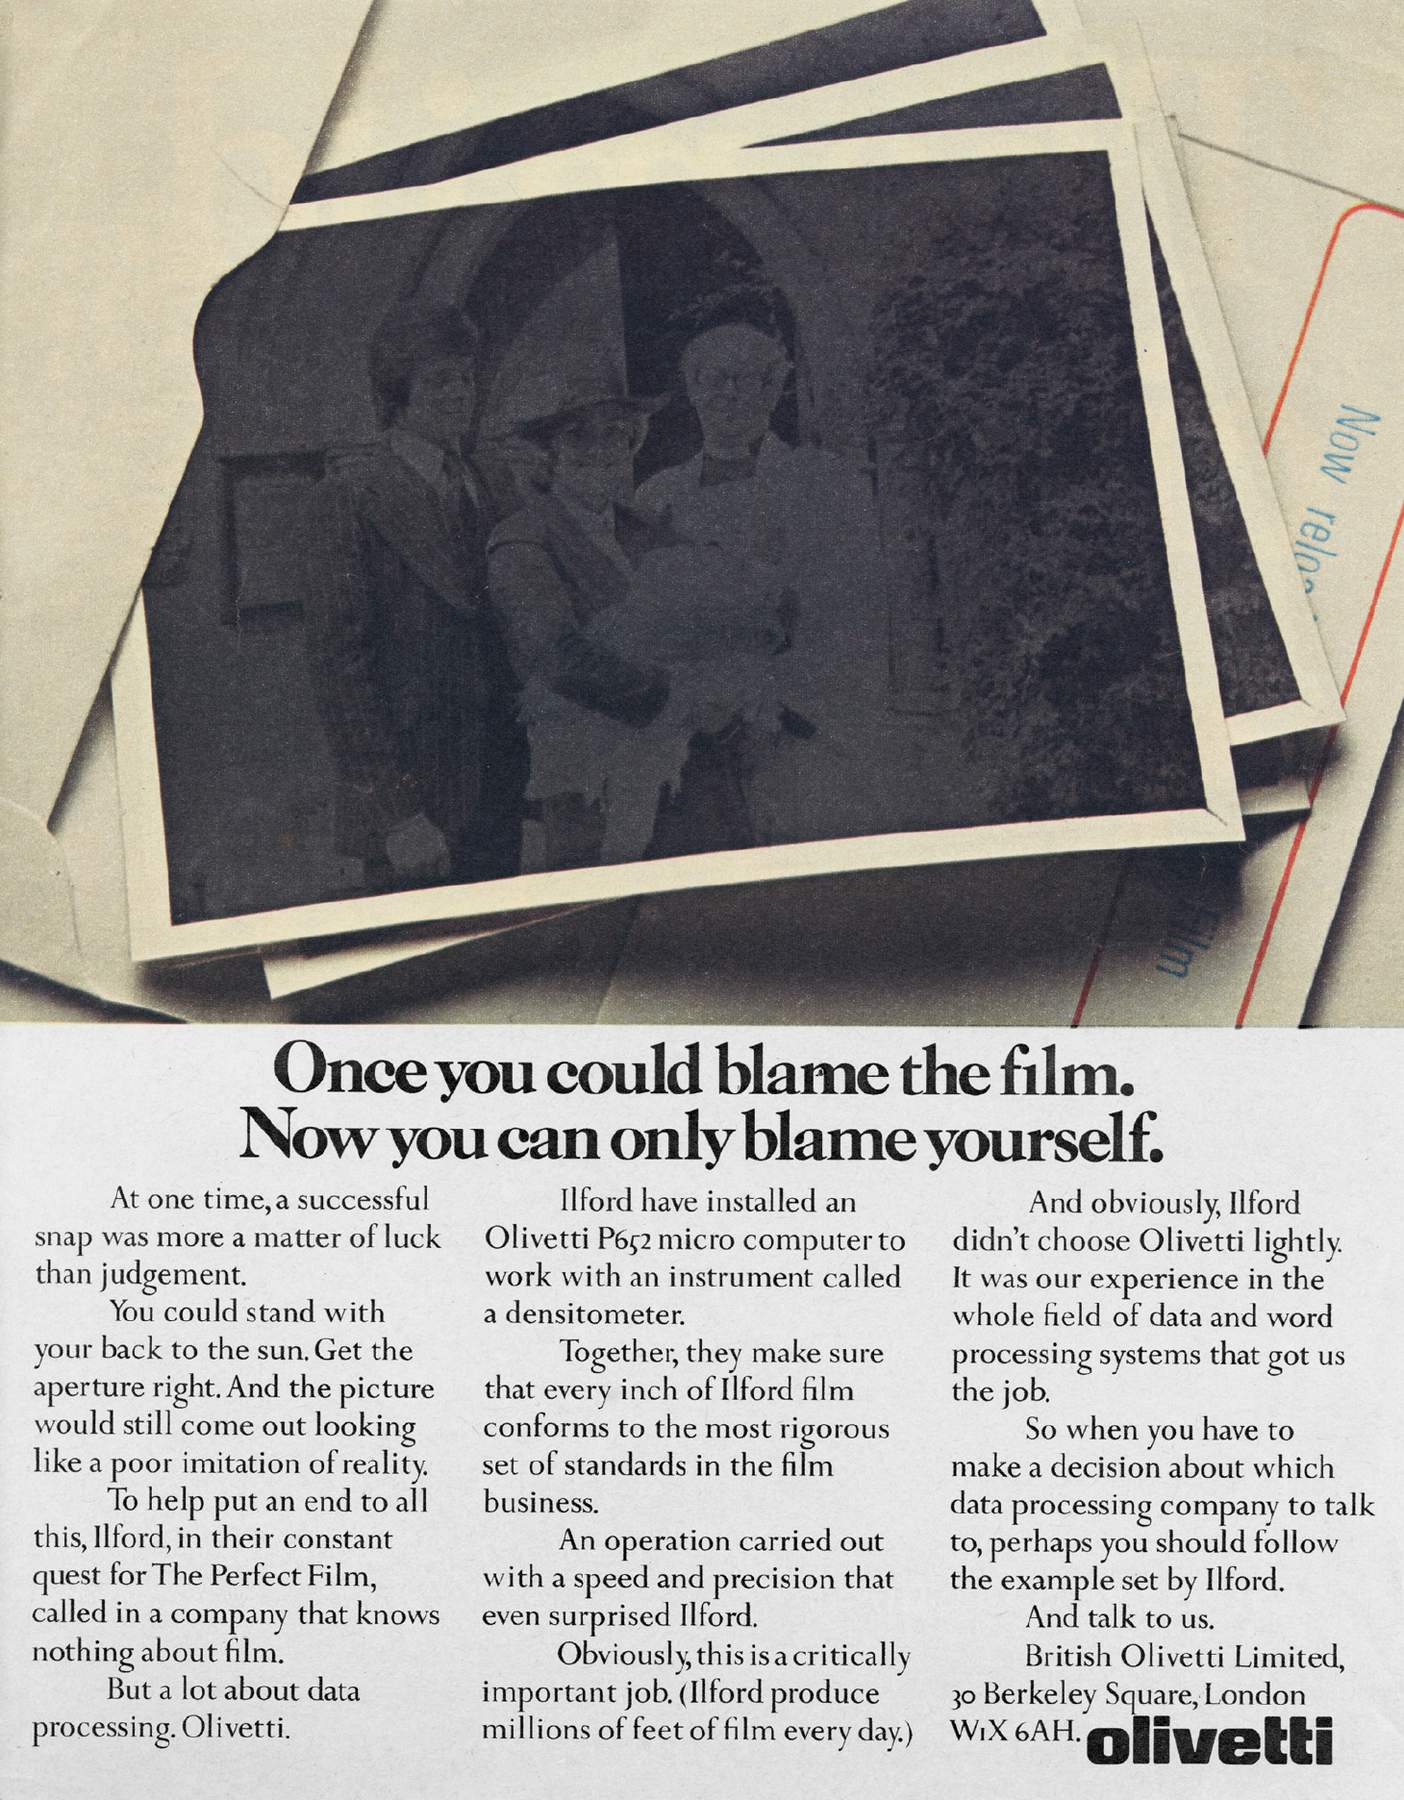 Now
Film
Once you could blame the film.
Now you can only blame yourself.
At one time, a successful
snap was more a matter of luck
than judgement.
You could stand with
your back to the sun. Get the
aperture right. And the picture
would still come out looking
like a poor imitation of reality.
To help put an end to all
this, Ilford, in their constant
quest for The Perfect Film,
called in a company that knows
nothing about film.
But a lot about data
processing. Olivetti.
Ilford have installed an
Olivetti P652 micro computer to
work with an instrument called
a densitometer.
Together, they make sure
that every inch of Ilford film
conforms to the most rigorous
set of standards in the film
business.
An operation carried out
with a speed and precision that
even surprised Ilford.
Obviously, this is a critically
important job. (Ilford produce
millions of feet of film every day.)
And obviously, Ilford
didn't choose Olivetti lightly.
It was our experience in the
whole field of data and word
processing systems that got us
the job.
So when you have to
make a decision about which
data processing company to talk
to, perhaps you should follow
the example set by Ilford.
And talk to us.
British Olivetti Limited,
30 Berkeley Square, London
W1X 6AH.
olivetti